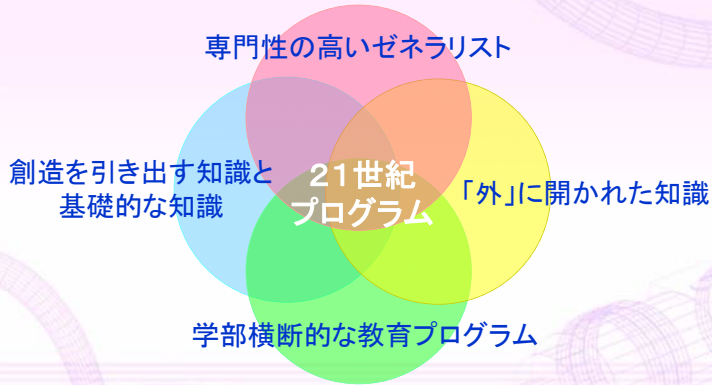 専門性の高いゼネラリスト
創造を引き出す知識と
基礎的な知識
２１世紀
プログラム
「外」に開かれた知識
学部横断的な教育プログラム